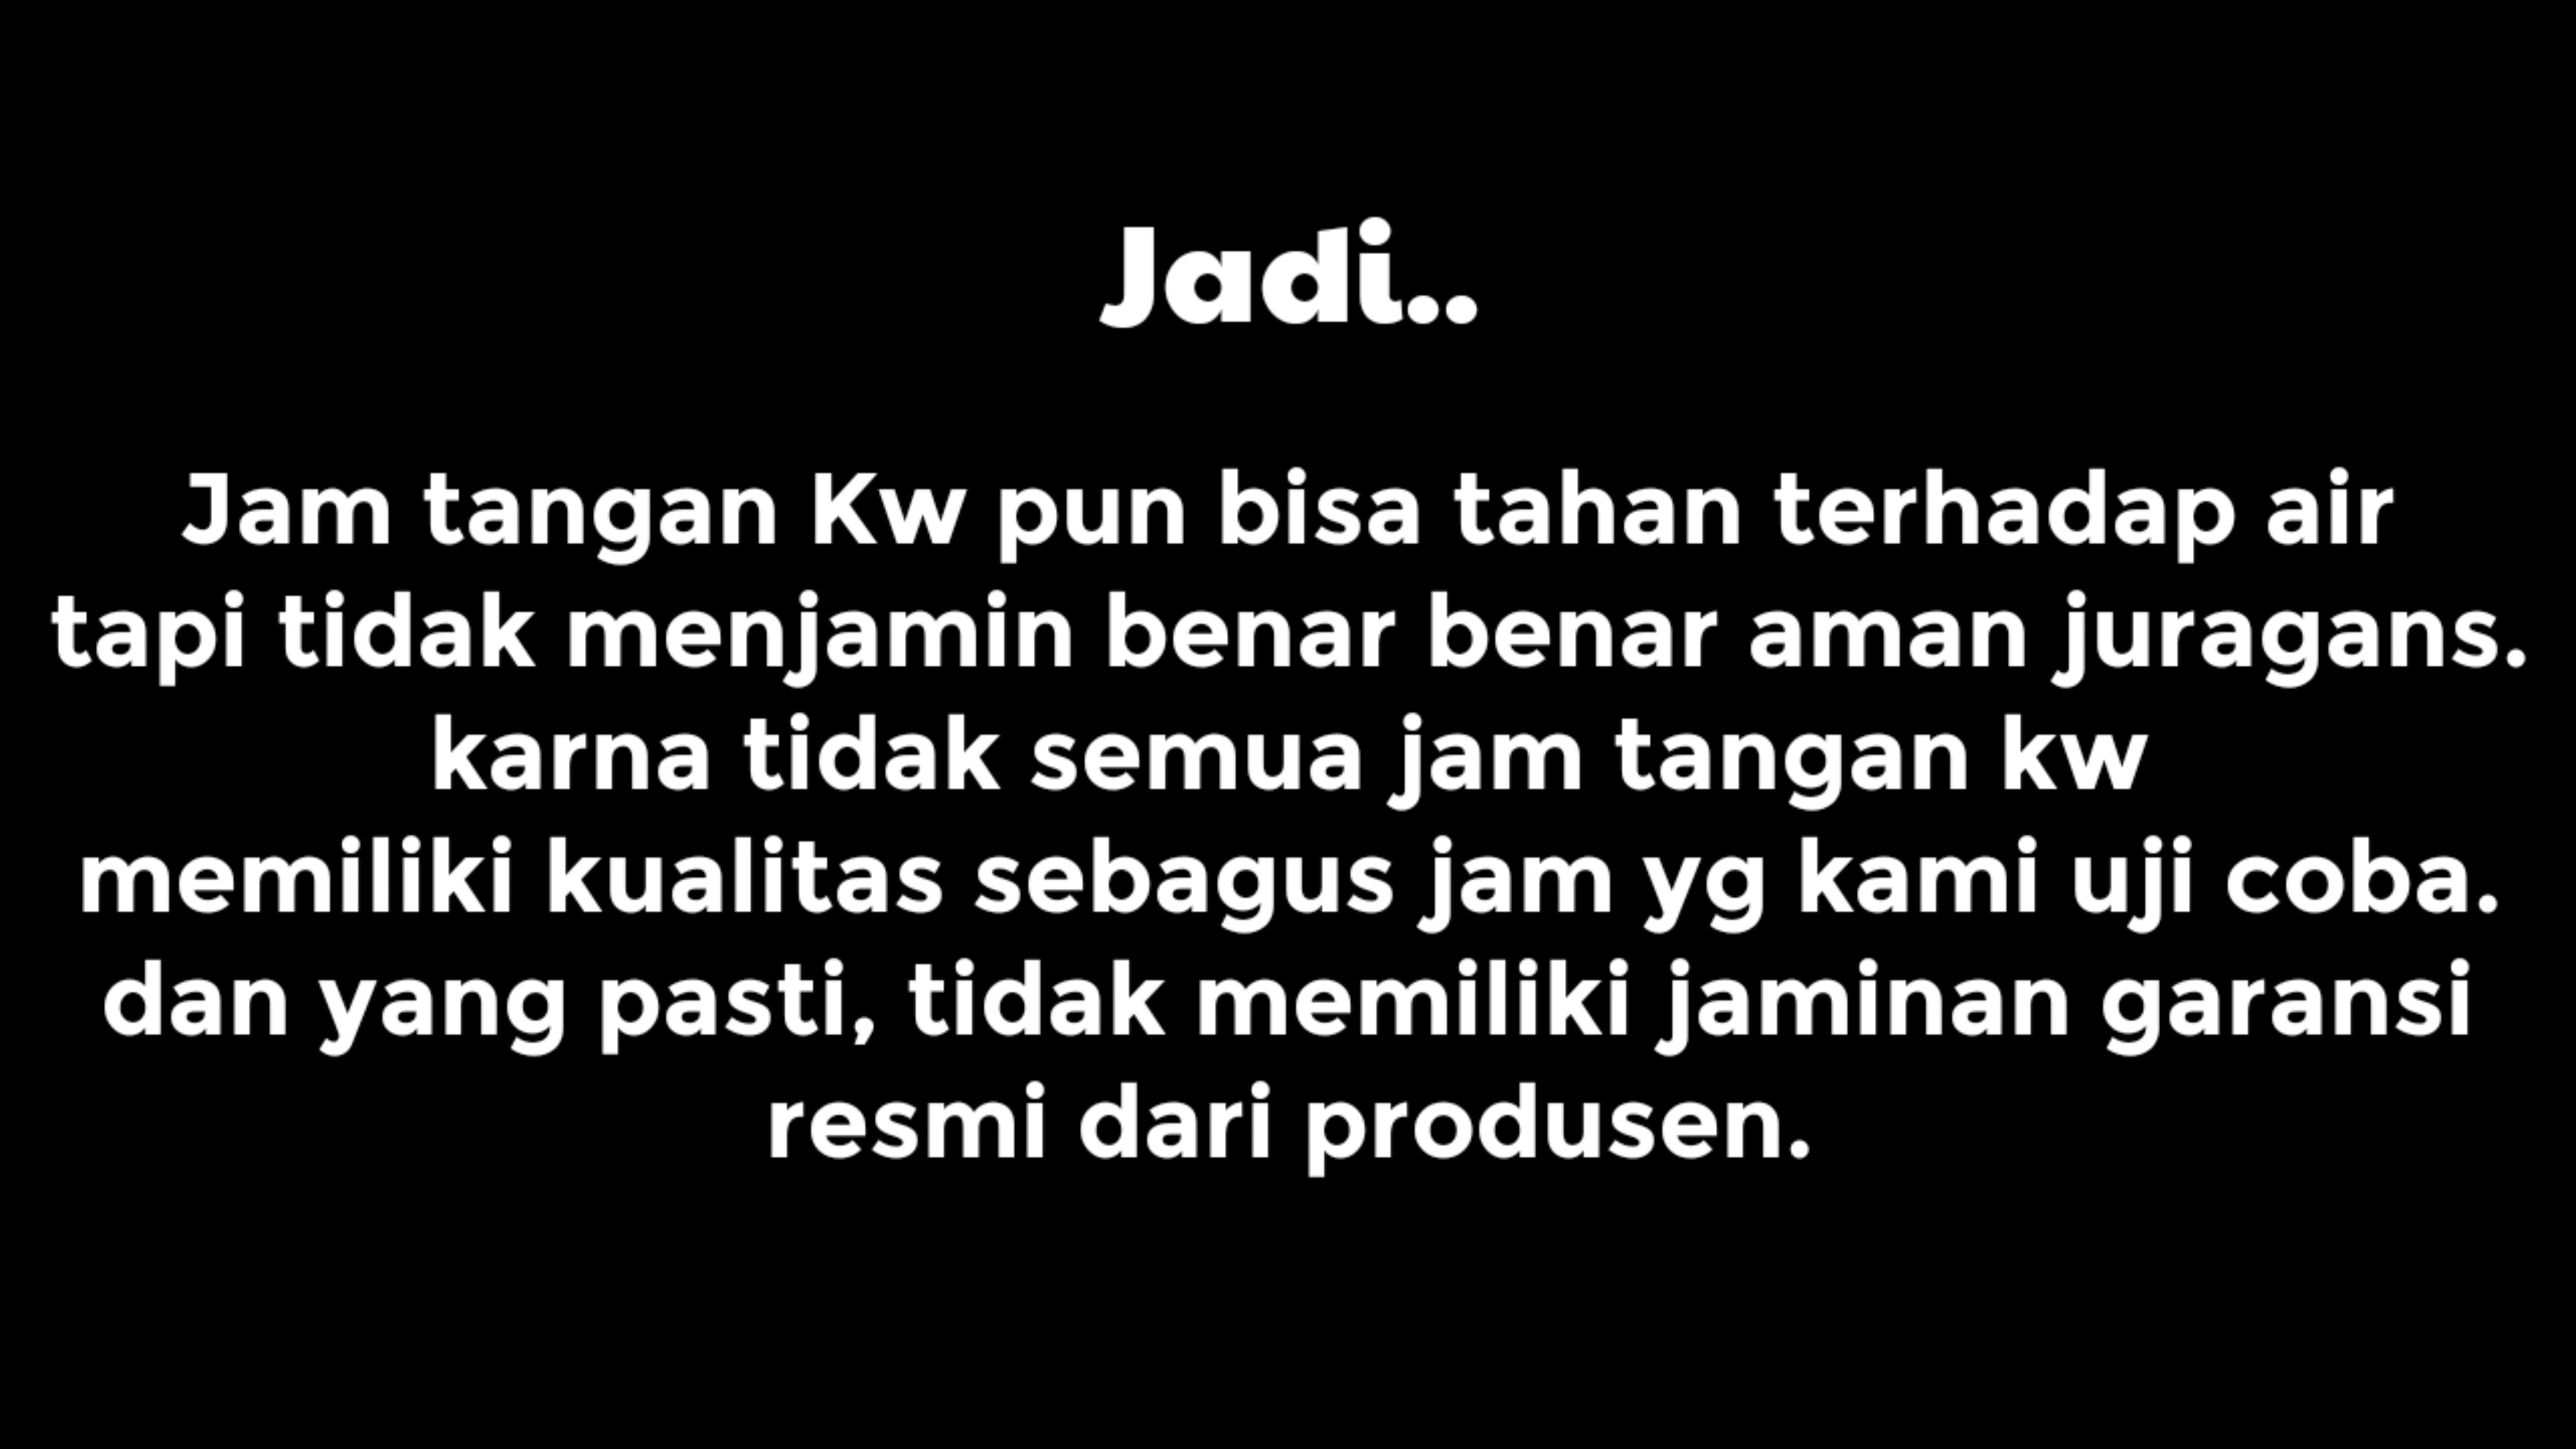 Jadi..
Jam tangan Kw pun bisa tahan terhadap air
tapi tidak menjamin benar benar aman juragans.
karna tidak semua jam tangan kw
memiliki kualitas sebagus jam yg kami uji coba.
dan yang pasti, tidak memiliki jaminan garansi
resmi dari produsen.